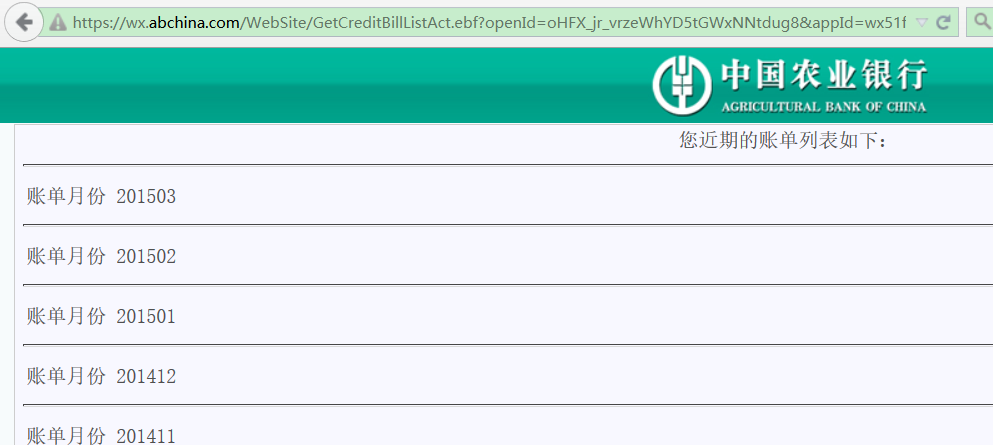 https://wx.abchina.com/WebSite/GetCreditBillListAct.ebf?openId=oHFX_jr_vrzeWhYD5tGWxNNtdug8&appId=wx51f
中国农业银行
AGRICULTURAL BANK OF CHINA
您近期的账单列表如下：
账单月份 201503
账单月份 201502
账单月份 201501
账单月份 201412
账单月份 201411